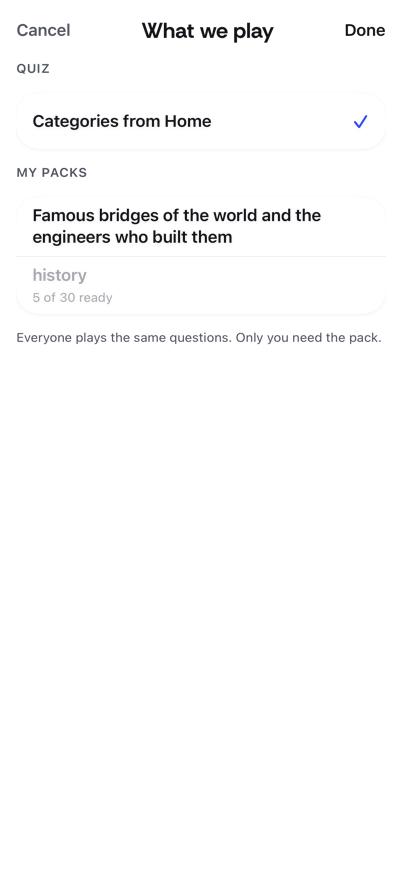 Cancel What we play Done
QUIZ
Categories from Home
MY PACKS
Famous bridges of the world and the
engineers who built them
history
5 of 30 ready
Everyone plays the same questions. Only you need the pack.